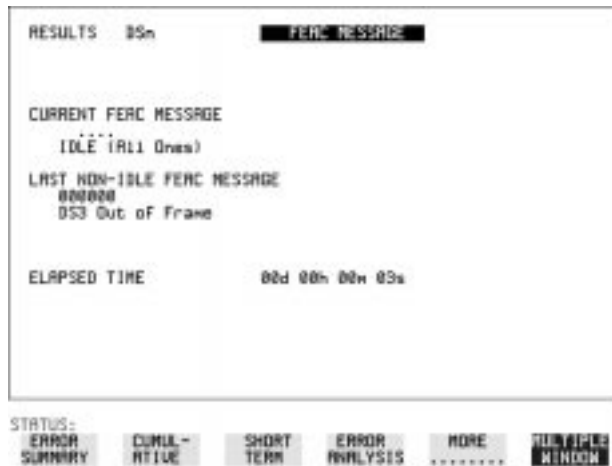 RESULTS DSn FEAC MESSAGE
CURRENT FEAC MESSAGE
....
IDLE (All Ones)
LAST NON-IDLE FEAC MESSAGE
000000
DS3 Out of Frame
ELAPSED TIME 00d 00h 00m 03s
STATUS:
ERROR SUMMARY CUMUL-ATIVE SHORT TERM ERROR ANALYSIS MORE ........ MULTIPLE WINDOW